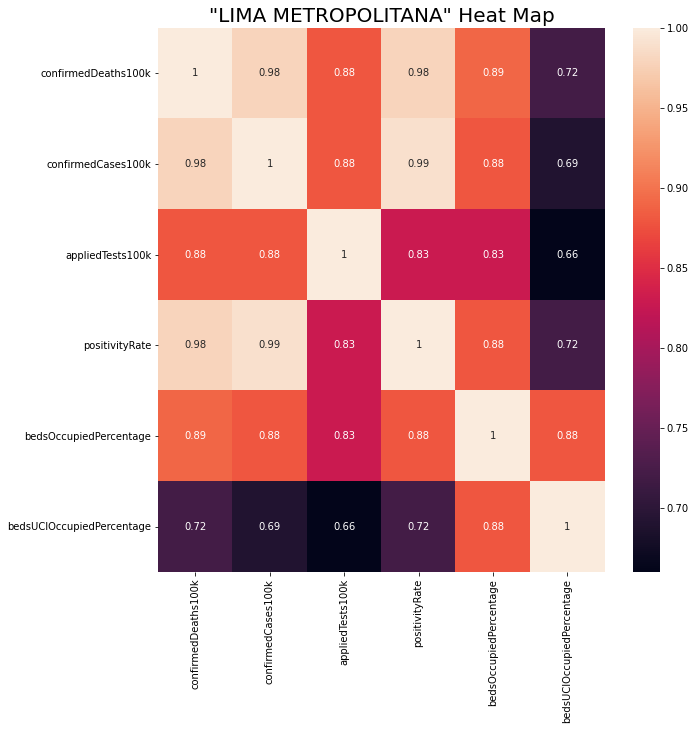 "LIMA METROPOLITANA" Heat Map
confirmedDeaths100k 1 0.98 0.88 0.98 0.89 0.72
confirmedCases100k 0.98 1 0.88 0.99 0.88 0.69
appliedTests100k 0.88 0.88 1 0.83 0.83 0.66
positivityRate 0.98 0.99 0.83 1 0.88 0.72
bedsOccupiedPercentage 0.89 0.88 0.83 0.88 1 0.88
bedsUCIOccupiedPercentage 0.72 0.69 0.66 0.72 0.88 1
confirmedDeaths100k
confirmedCases100k
appliedTests100k
positivityRate
bedsOccupiedPercentage
bedsUCIOccupiedPercentage
1.00
0.95
0.90
0.85
0.80
0.75
0.70